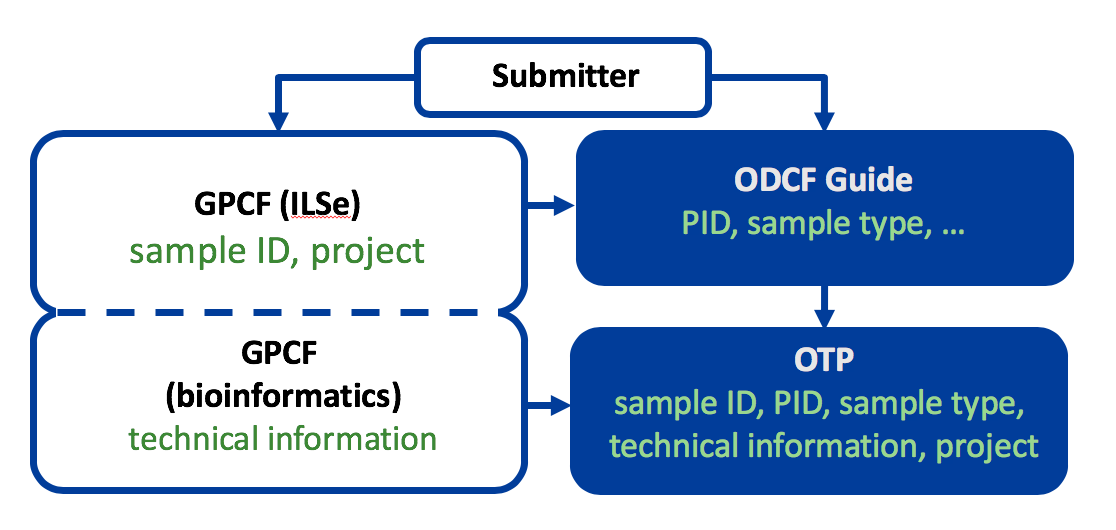 Submitter
GPCF (ILSe)
sample ID, project
ODCF Guide
PID, sample type, ...
GPCF
(bioinformatics)
technical information
OTP
sample ID, PID, sample type,
technical information, project